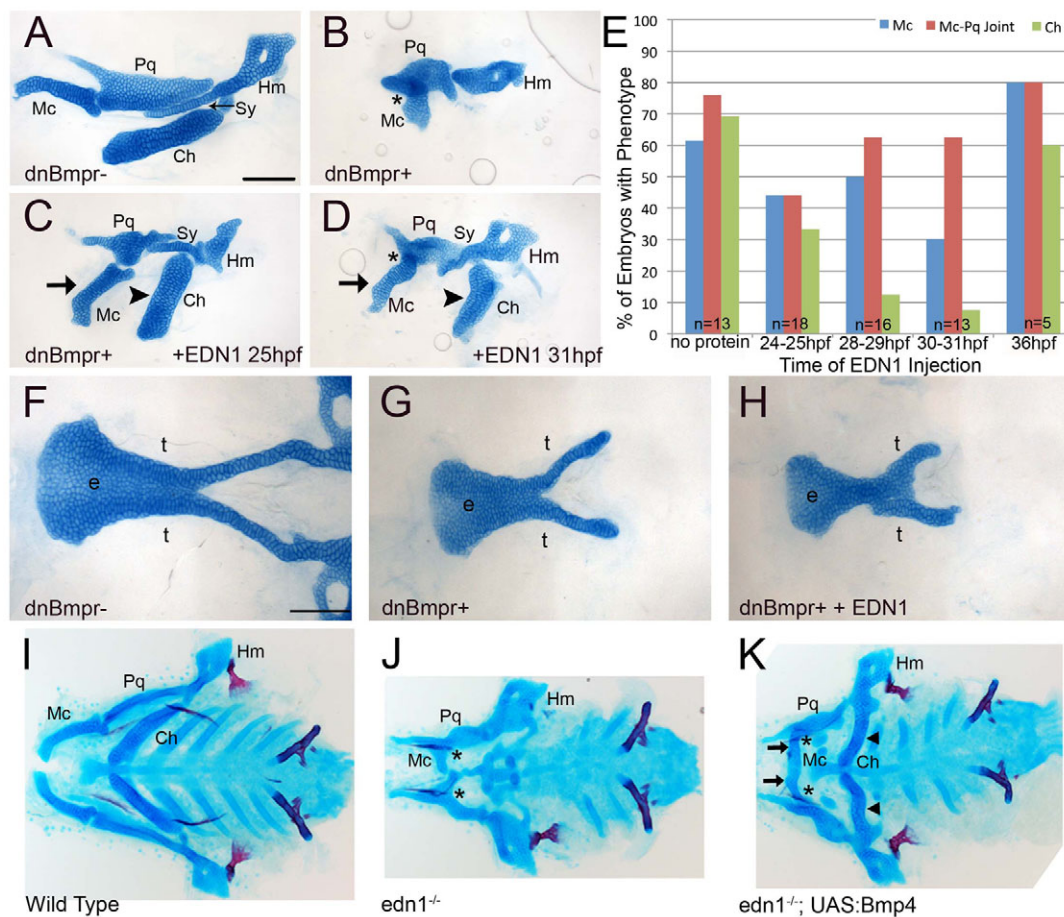 A
Pq
Mc
Hm
Sy
Ch
dnBmpr-
B
Pq
Hm
*
Mc
dnBmpr+
C
Pq
Sy
Hm
Mc
Ch
dnBmpr+
+EDN1 25hpf
D
Pq
Sy
*
Hm
Mc
Ch
+EDN1 31hpf
E
Mc
Mc-Pq Joint
Ch
% of Embryos with Phenotype
100
90
80
70
60
50
40
30
20
10
0
n=13
n=18
n=16
n=13
n=5
no protein
24-25hpf
28-29hpf
30-31hpf
36hpf
Time of EDN1 Injection
F
t
e
t
dnBmpr-
G
t
e
t
dnBmpr+
H
t
e
t
dnBmpr+ + EDN1
I
Hm
Pq
Mc
Ch
Wild Type
J
Hm
Pq
Mc
*
*
edn1-/-
K
Hm
Pq
*
Mc
Ch
*
edn1-/-; UAS:Bmp4